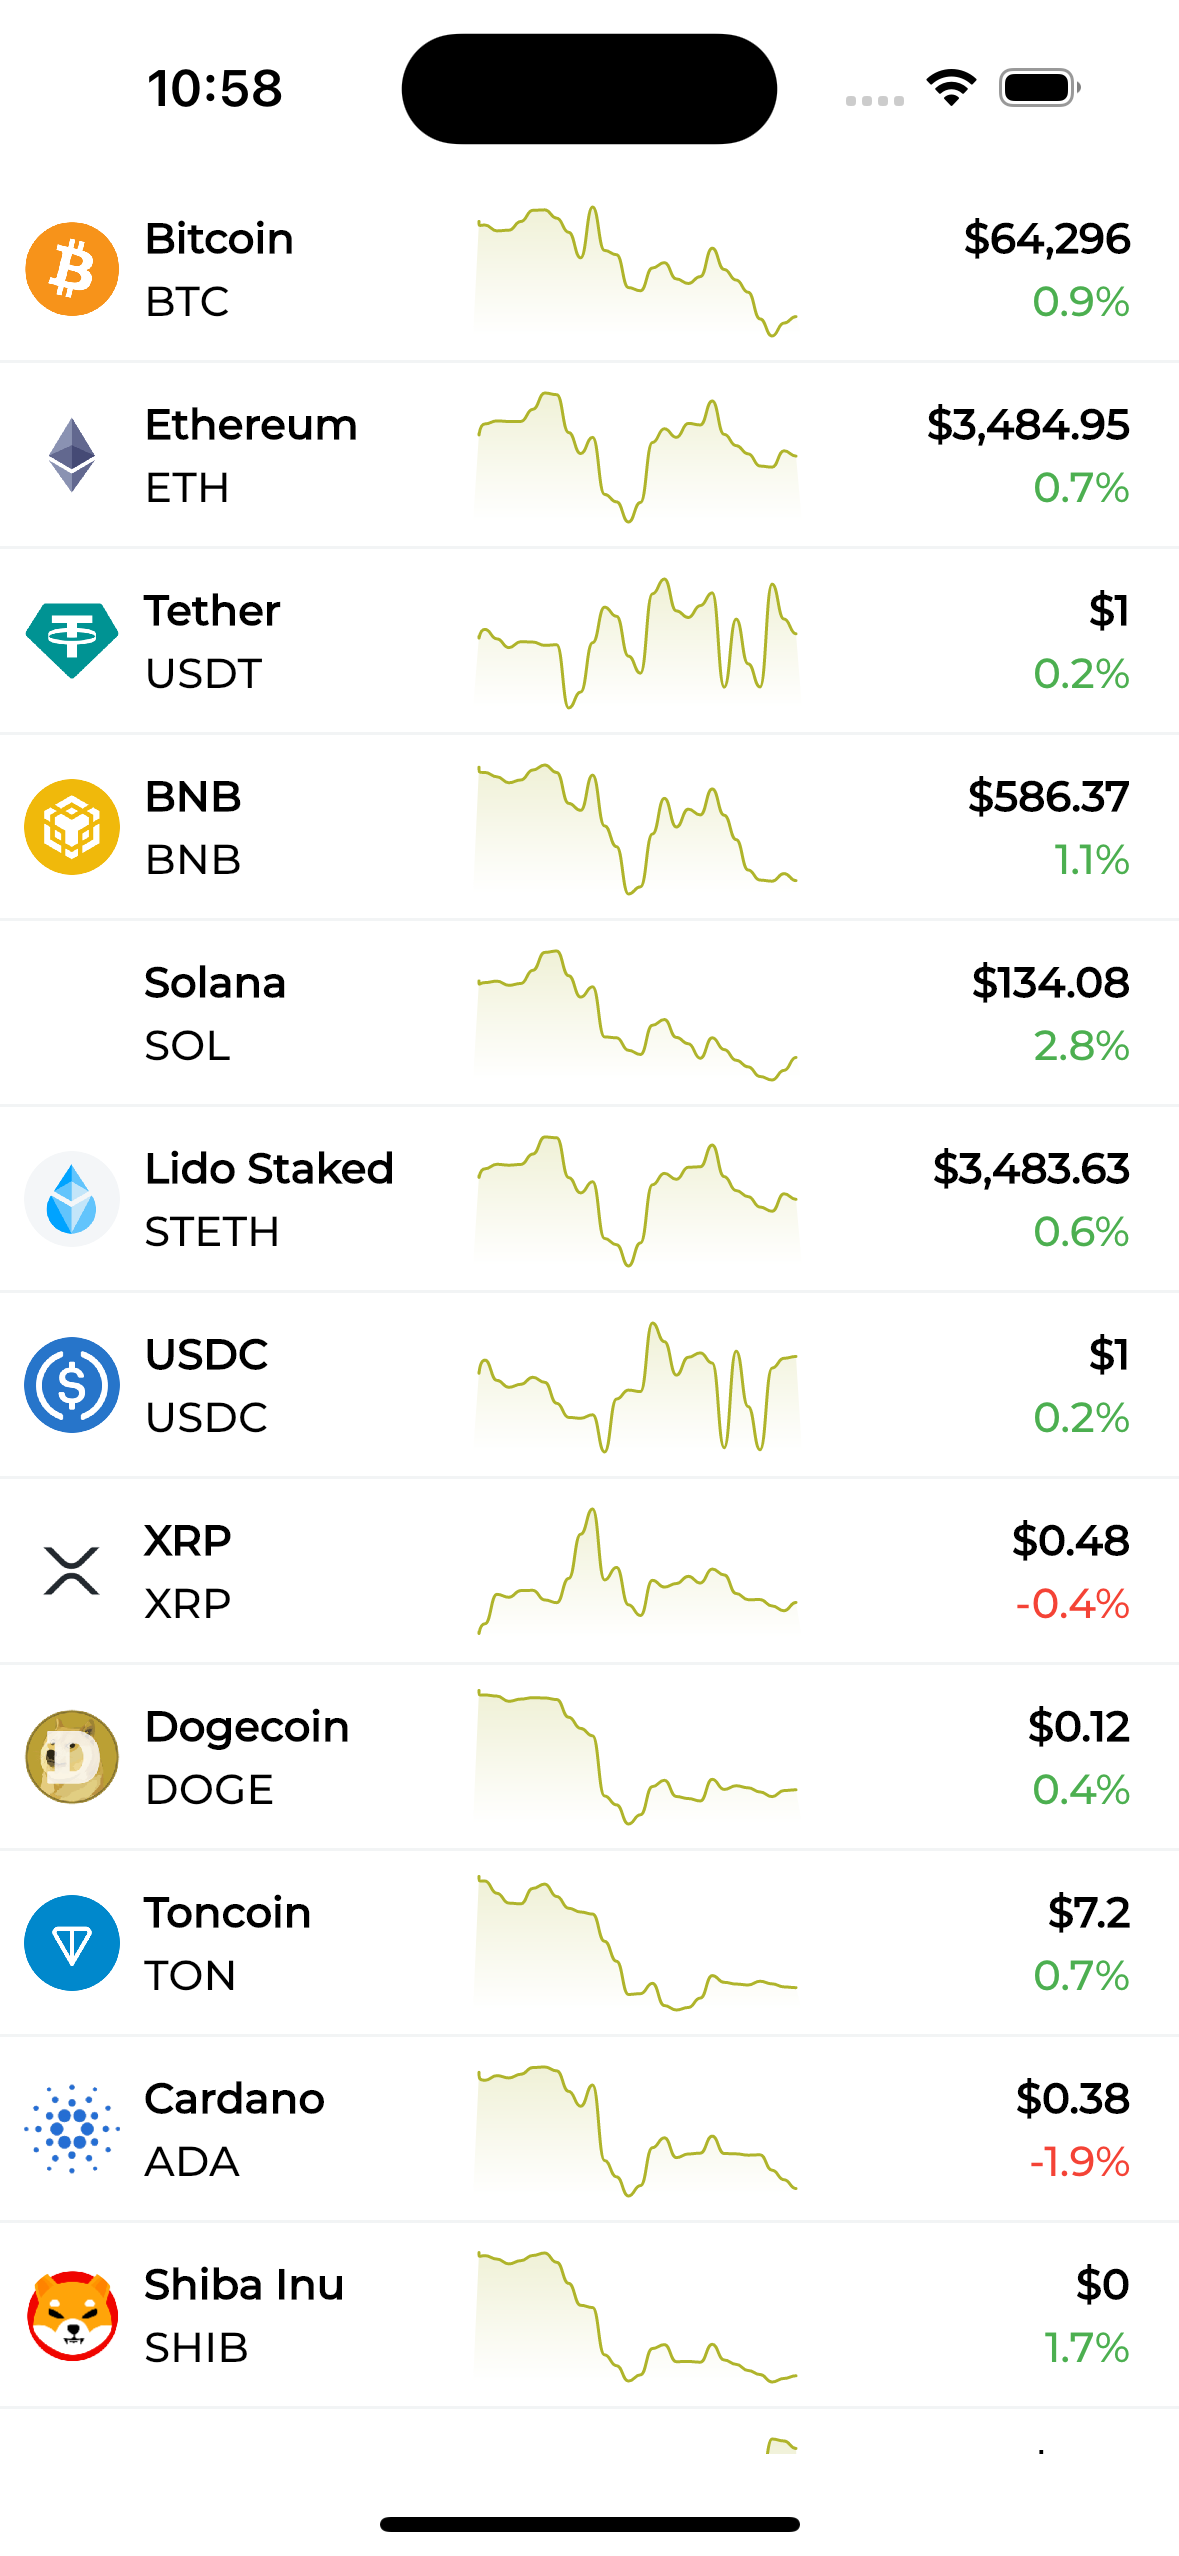 10:58
Bitcoin
$64,296
BTC
0.9%
Ethereum
$3,484.95
ETH
0.7%
Tether
$1
USDT
0.2%
BNB
$586.37
BNB
1.1%
Solana
$134.08
SOL
2.8%
Lido Staked
$3,483.63
STETH
0.6%
USDC
$1
USDC
0.2%
XRP
$0.48
XRP
-0.4%
Dogecoin
$0.12
DOGE
0.4%
Toncoin
$7.2
TON
0.7%
Cardano
$0.38
ADA
-1.9%
Shiba Inu
$0
SHIB
1.7%